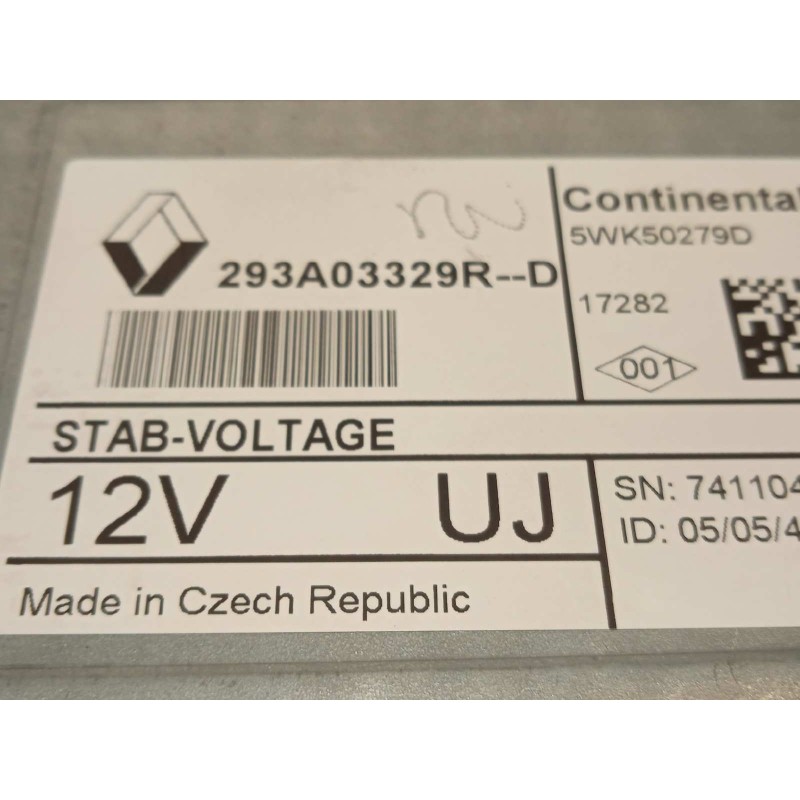 293A03329R--D
Continental
5WK50279D
17282
001
STAB-VOLTAGE
12V UJ
SN: 741104
ID: 05/05/4
Made in Czech Republic